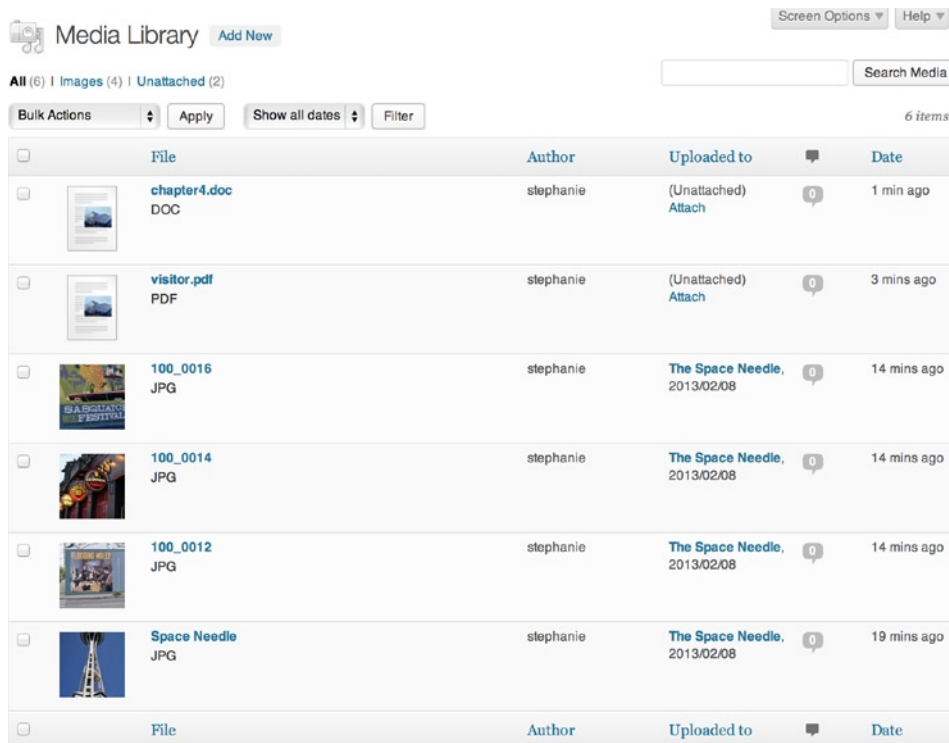 Screen Options Help
Media Library Add New
All (6) | Images (4) | Unattached (2)
Search Media
Bulk Actions Apply Show all dates Filter 6 items
File Author Uploaded to Date
chapter4.doc stephanie (Unattached) 0 1 min ago
DOC Attach
visitor.pdf stephanie (Unattached) 0 3 mins ago
PDF Attach
100_0016 stephanie The Space Needle, 0 14 mins ago
JPG 2013/02/08
SASQUATCH
FESTIVAL
100_0014 stephanie The Space Needle, 0 14 mins ago
JPG 2013/02/08
100_0012 stephanie The Space Needle, 0 14 mins ago
JPG 2013/02/08
Space Needle stephanie The Space Needle, 0 19 mins ago
JPG 2013/02/08
File Author Uploaded to Date